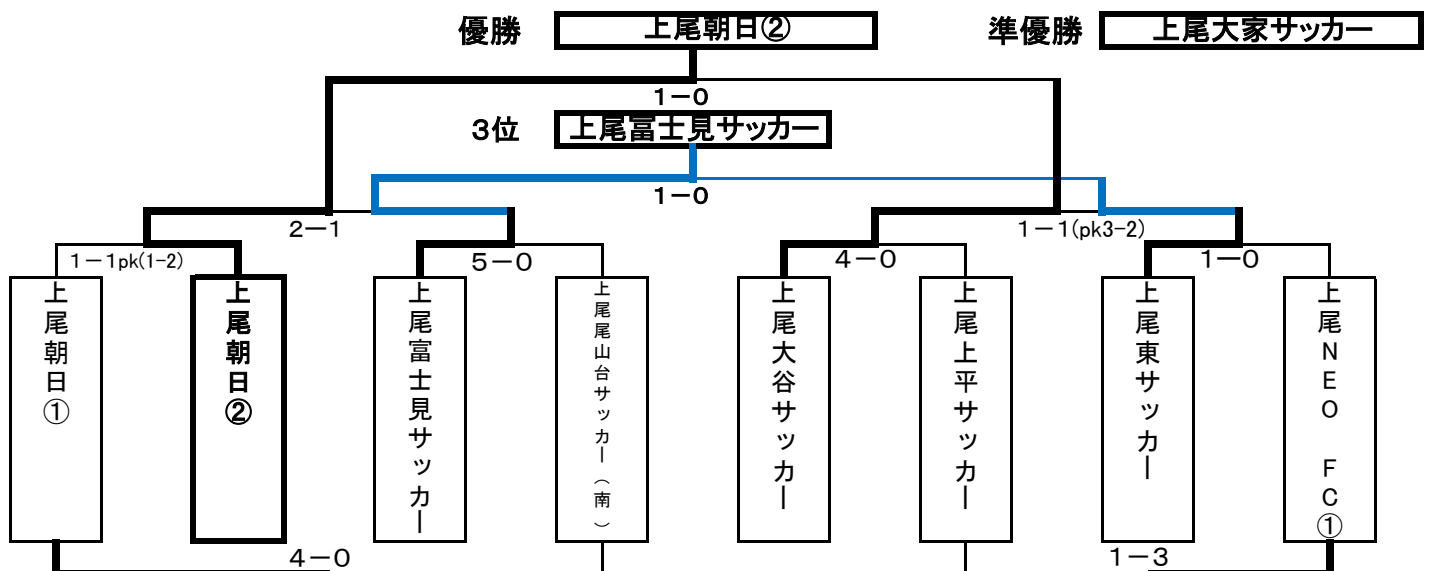 優勝 上尾朝日② 準優勝 上尾大家サッカー
1－0
3位 上尾富士見サッカー
1－0
2－1 1－1(pk3-2)
1－1pk(1-2) 5－0 4－0 1－0
上尾朝日①
上尾朝日②
上尾富士見サッカー
上尾尾山台サッカー（南）
上尾大谷サッカー
上尾上平サッカー
上尾東サッカー
上尾NEO FC①
4－0 1－3